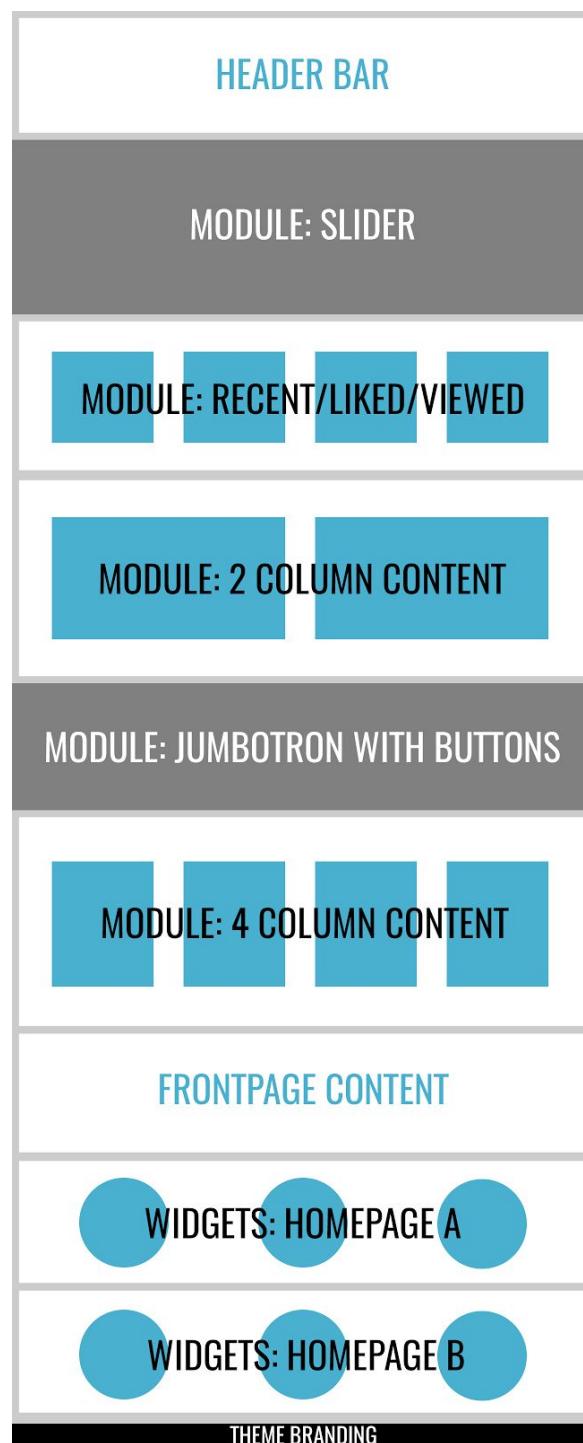 HEADER BAR
MODULE: SLIDER
MODULE: RECENT/LIKED/VIEWED
MODULE: 2 COLUMN CONTENT
MODULE: JUMBOTRON WITH BUTTONS
MODULE: 4 COLUMN CONTENT
FRONTPAGE CONTENT
WIDGETS: HOMEPAGE A
WIDGETS: HOMEPAGE B
THEME BRANDING